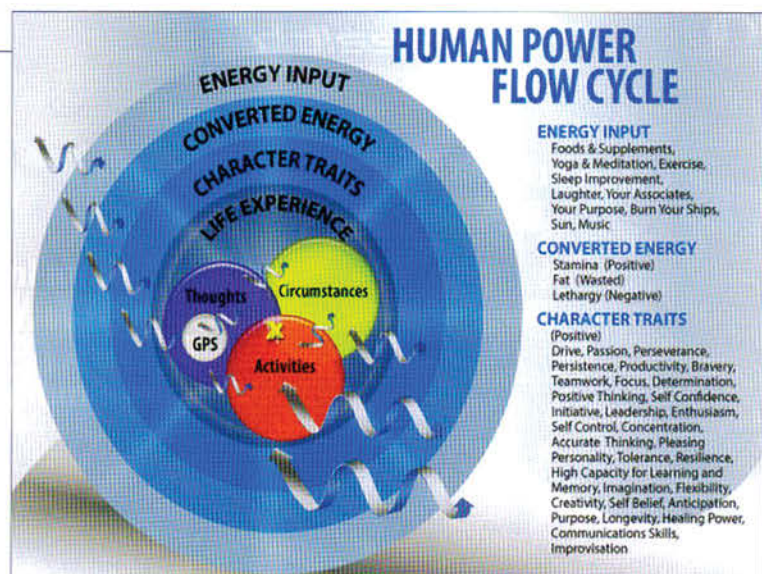 HUMAN POWER
FLOW CYCLE
ENERGY INPUT
CONVERTED ENERGY
CHARACTER TRAITS
LIFE EXPERIENCE
Thoughts
Circumstances
GPS
X
Activities
ENERGY INPUT
Foods & Supplements,
Yoga & Meditation, Exercise,
Sleep Improvement,
Laughter, Your Associates,
Your Purpose, Burn Your Ships,
Sun, Music
CONVERTED ENERGY
Stamina (Positive)
Fat (Wasted)
Lethargy (Negative)
CHARACTER TRAITS
(Positive)
Drive, Passion, Perseverance,
Persistence, Productivity, Bravery,
Teamwork, Focus, Determination,
Positive Thinking, Self Confidence,
Initiative, Leadership, Enthusiasm,
Self Control, Concentration,
Accurate Thinking, Pleasing
Personality, Tolerance, Resilience,
High Capacity for Learning and
Memory, Imagination, Flexibility,
Creativity, Self Belief, Anticipation,
Purpose, Longevity, Healing Power,
Communications Skills,
Improvisation